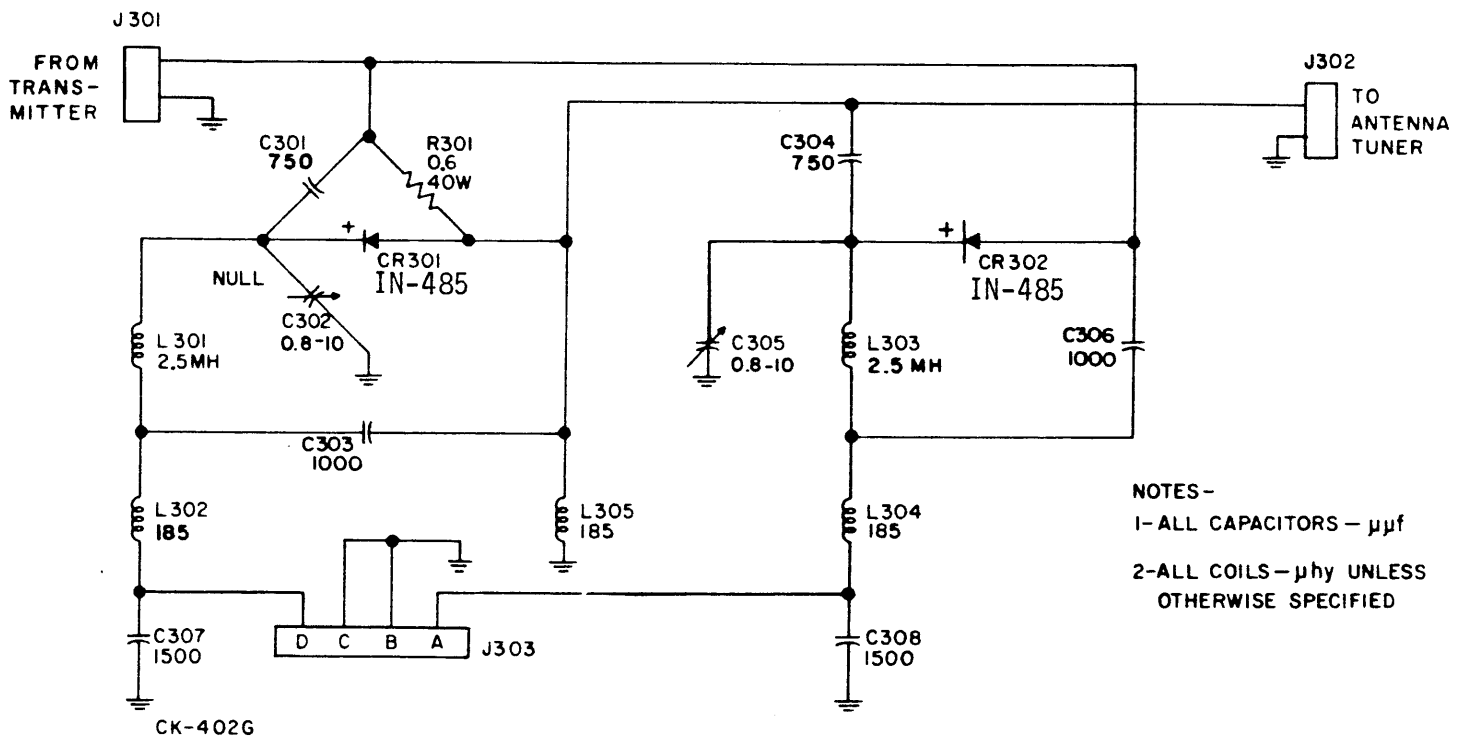 J301
FROM
TRANS-
MITTER
J302
TO
ANTENNA
TUNER
C301
750
R301
0.6
40W
C304
750
+
CR301
IN-485
NULL
C302
0.8-10
+
CR302
IN-485
L301
2.5MH
C305
0.8-10
L303
2.5MH
C306
1000
C303
1000
L302
185
L305
185
L304
185
NOTES-
1-ALL CAPACITORS — µµf
2-ALL COILS—µhy UNLESS
OTHERWISE SPECIFIED
C307
1500
D C B A
J303
C308
1500
CK-402G